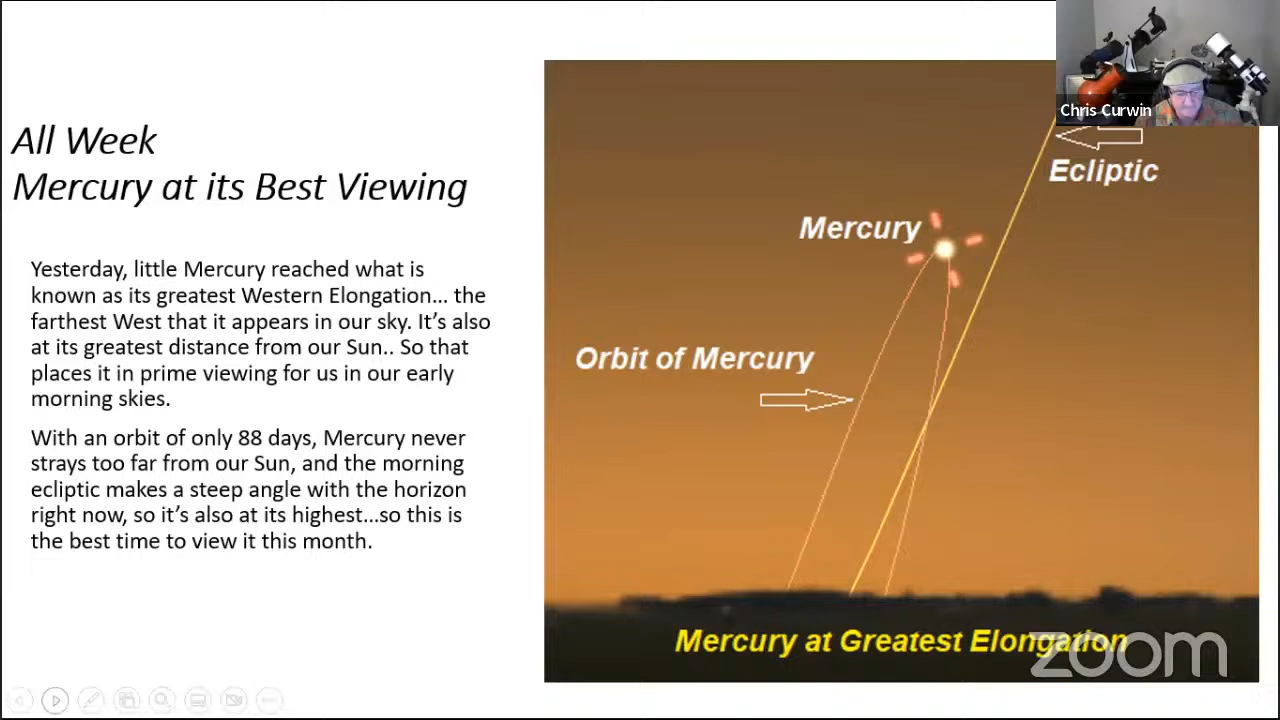 All Week
Mercury at its Best Viewing
Yesterday, little Mercury reached what is
known as its greatest Western Elongation... the
farthest West that it appears in our sky. It's also
at its greatest distance from our Sun.. So that
places it in prime viewing for us in our early
morning skies.
With an orbit of only 88 days, Mercury never
strays too far from our Sun, and the morning
ecliptic makes a steep angle with the horizon
right now, so it's also at its highest...so this is
the best time to view it this month.
Chris Curwin
Ecliptic
Mercury
Orbit of Mercury
Mercury at Greatest Elongation
zoom